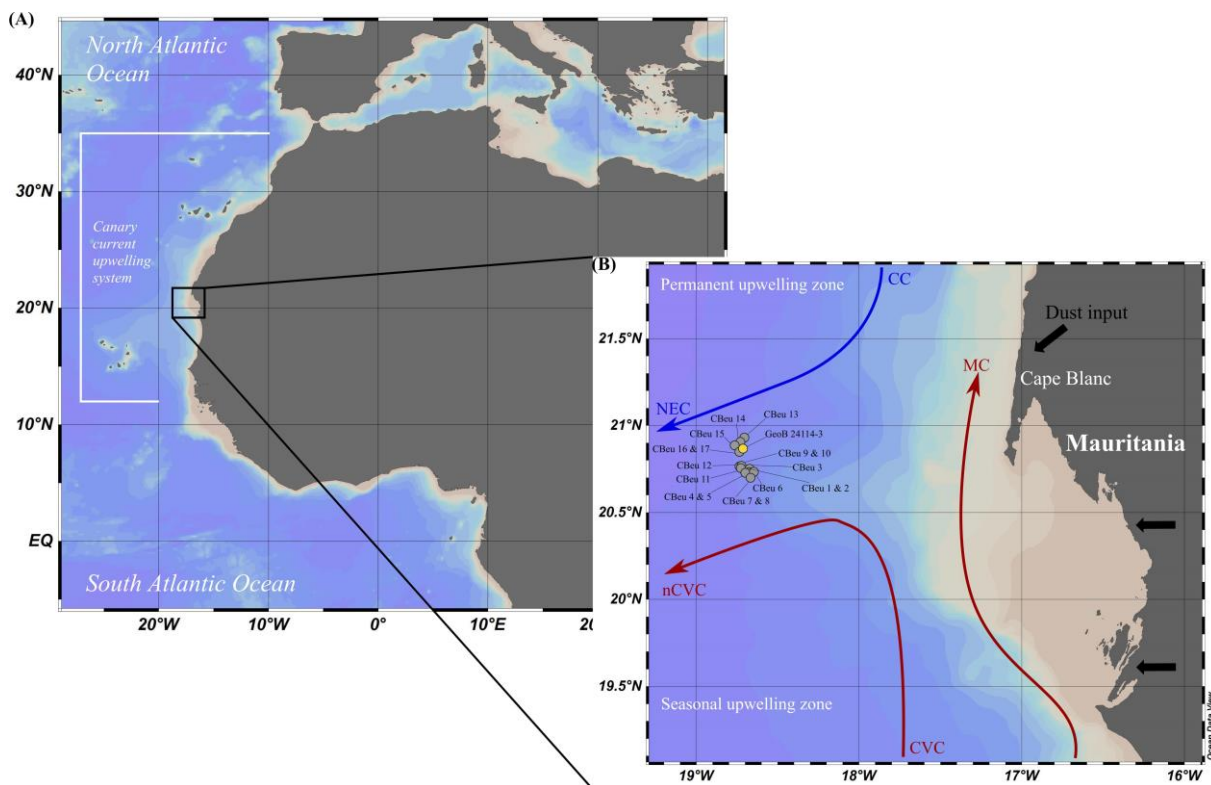 (A)
North Atlantic
Ocean
40°N
30°N
Canary
current
upwelling
system
20°N
10°N
EQ
South Atlantic Ocean
20°W
10°W
0°
10°E
(B)
Permanent upwelling zone
CC
21.5°N
Dust input
MC
Cape Blanc
NEC
CBeu 14
CBeu 13
21°N
CBeu 15
GeoB 24114-3
Mauritania
CBeu 16 & 17
CBeu 9 & 10
CBeu 12
CBeu 3
CBeu 11
CBeu 6
CBeu 1 & 2
CBeu 4 & 5
CBeu 7 & 8
20.5°N
nCVC
20°N
19.5°N
Seasonal upwelling zone
CVC
19°W
18°W
17°W
16°W
Ocean Data View